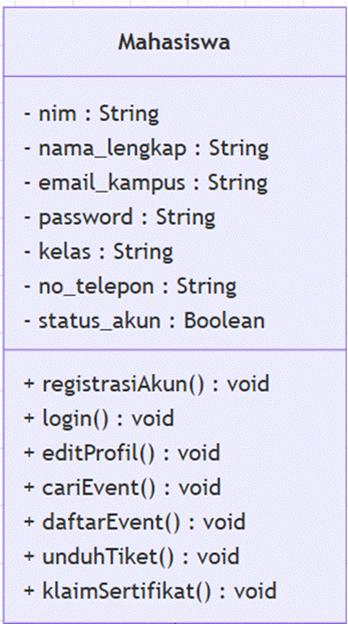 Mahasiswa
- nim : String
- nama_lengkap : String
- email_kampus : String
- password : String
- kelas : String
- no_telepon : String
- status_akun : Boolean
+ registrasiAkun() : void
+ login() : void
+ editProfil() : void
+ cariEvent() : void
+ daftarEvent() : void
+ unduhTiket() : void
+ klaimSertifikat() : void